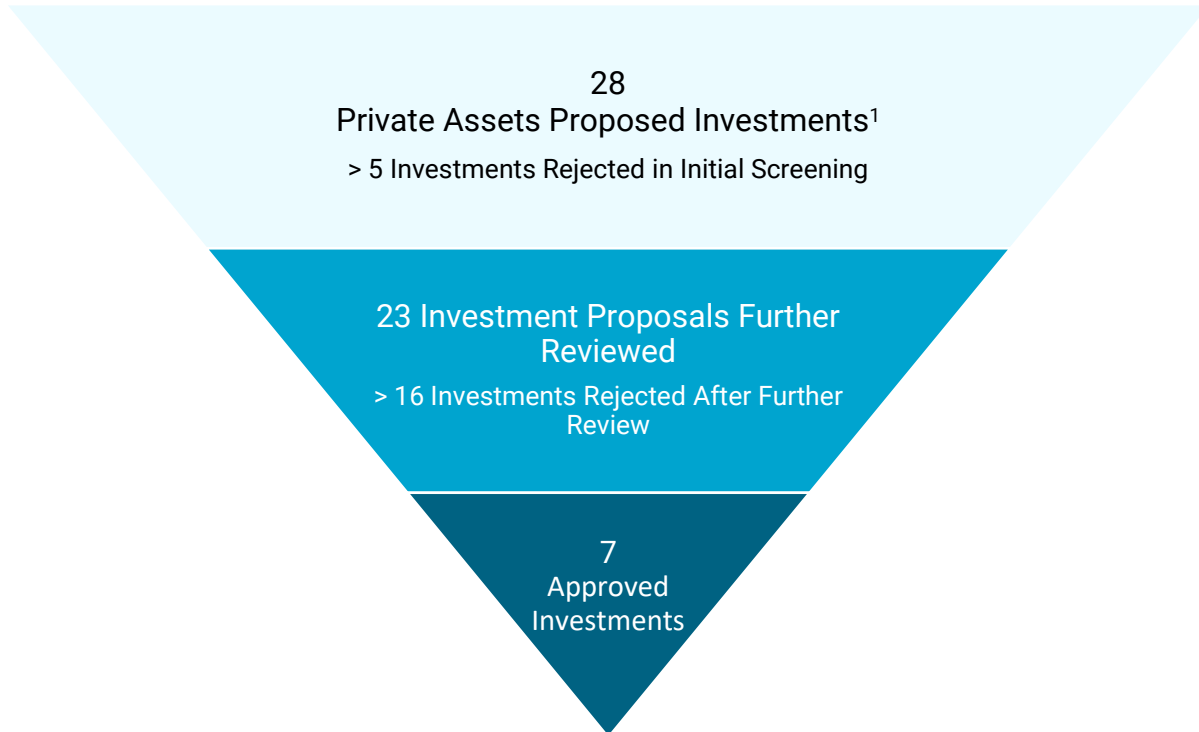 28
Private Assets Proposed Investments¹
> 5 Investments Rejected in Initial Screening
23 Investment Proposals Further
Reviewed
> 16 Investments Rejected After Further
Review
7
Approved
Investments